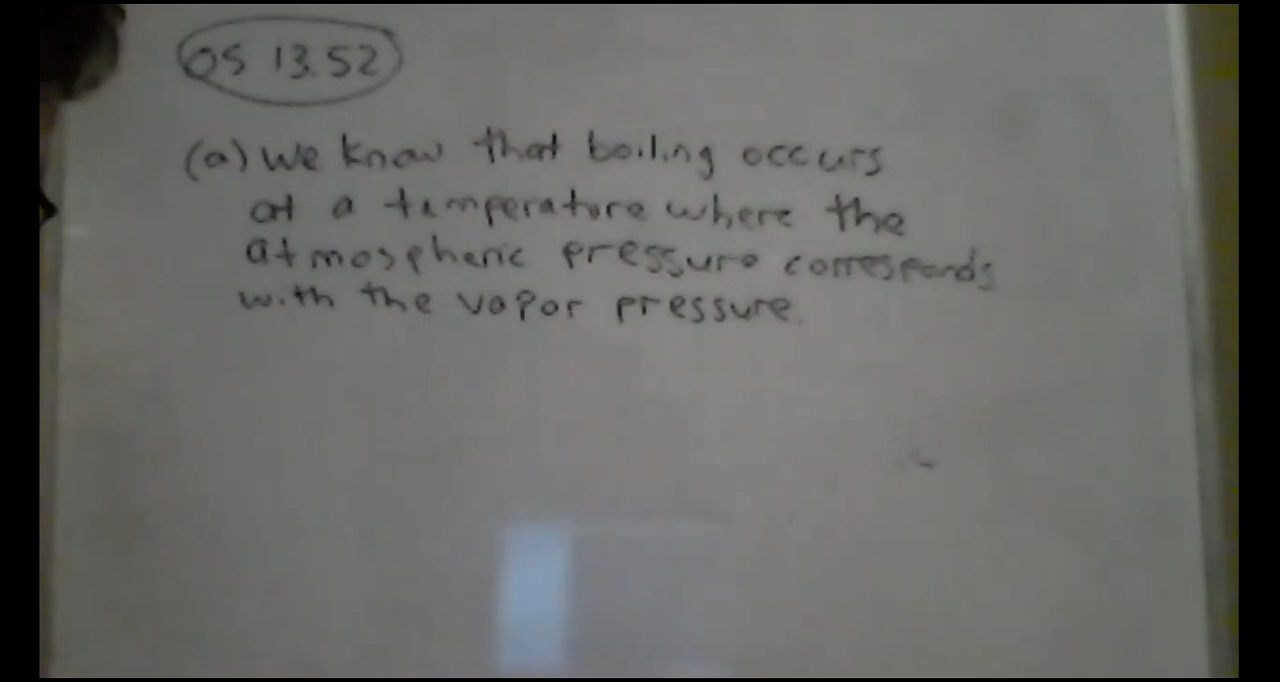 OS 13.52
(a) We know that boiling occurs
at a temperature where the
atmospheric pressure corresponds
with the vapor pressure.